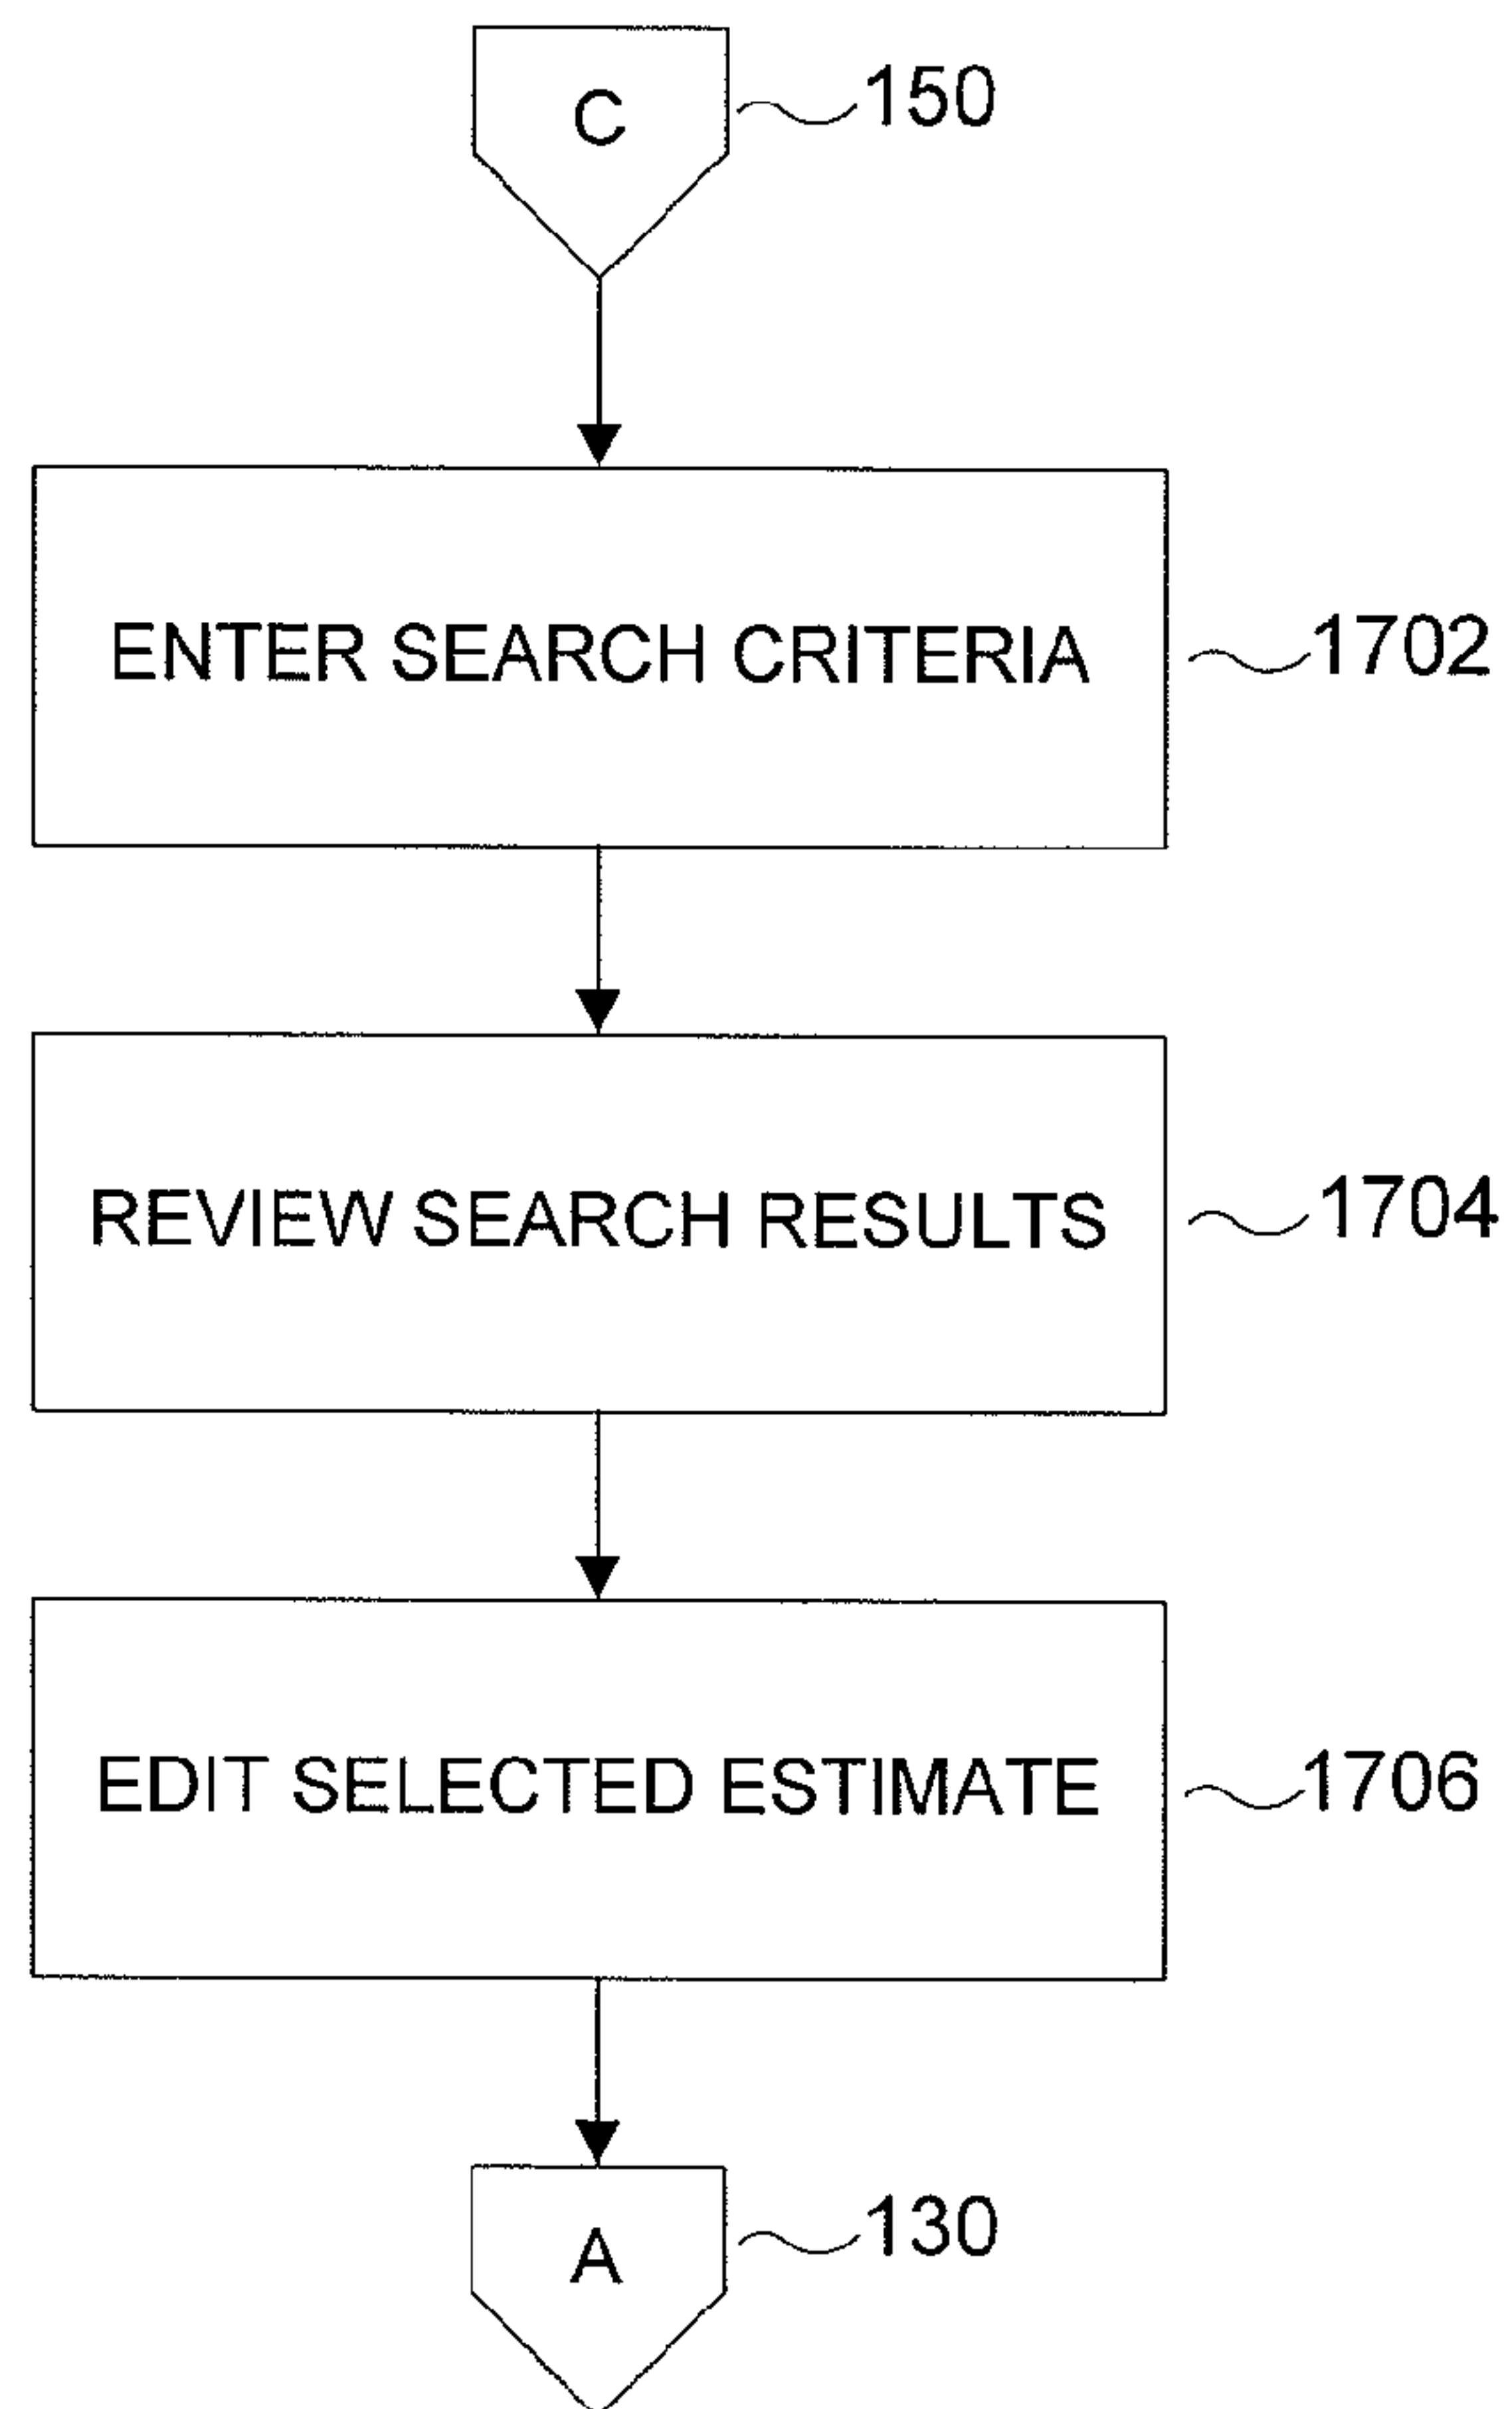 C 150
ENTER SEARCH CRITERIA 1702
REVIEW SEARCH RESULTS 1704
EDIT SELECTED ESTIMATE 1706
A 130